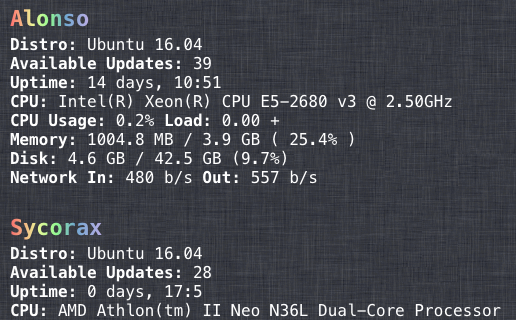 Alonso
Distro: Ubuntu 16.04
Available Updates: 39
Uptime: 14 days, 10:51
CPU: Intel(R) Xeon(R) CPU E5-2680 v3 @ 2.50GHz
CPU Usage: 0.2% Load: 0.00 +
Memory: 1004.8 MB / 3.9 GB ( 25.4% )
Disk: 4.6 GB / 42.5 GB (9.7%)
Network In: 480 b/s Out: 557 b/s
Sycorax
Distro: Ubuntu 16.04
Available Updates: 28
Uptime: 0 days, 17:5
CPU: AMD Athlon(tm) II Neo N36L Dual-Core Processor